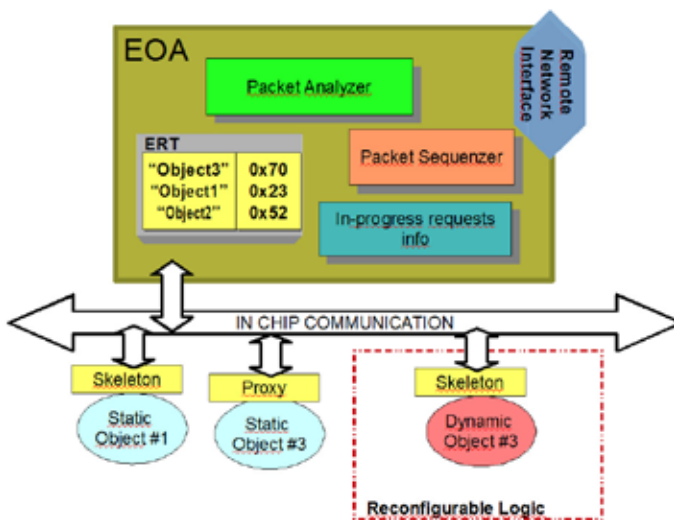 EOA
Remote
Network
Interface
Packet Analyzer
ERT
“Object3” 0x70
“Object1” 0x23
“Object2” 0x52
Packet Sequenzer
In-progress requests
info
IN CHIP COMMUNICATION
Skeleton
Static
Object #1
Proxy
Static
Object #3
Skeleton
Dynamic
Object #3
Reconfigurable Logic